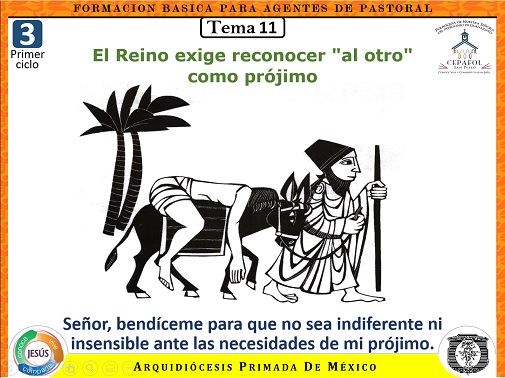 FORMACION BASICA PARA AGENTES DE PASTORAL
3
Primer
ciclo
Tema 11
El Reino exige reconocer "al otro"
como prójimo
CEPAFOL
SAN PABLO
Señor, bendíceme para que no sea indiferente ni
insensible ante las necesidades de mi prójimo.
JESÚS
ARQUIDIÓCESIS PRIMADA DE MÉXICO